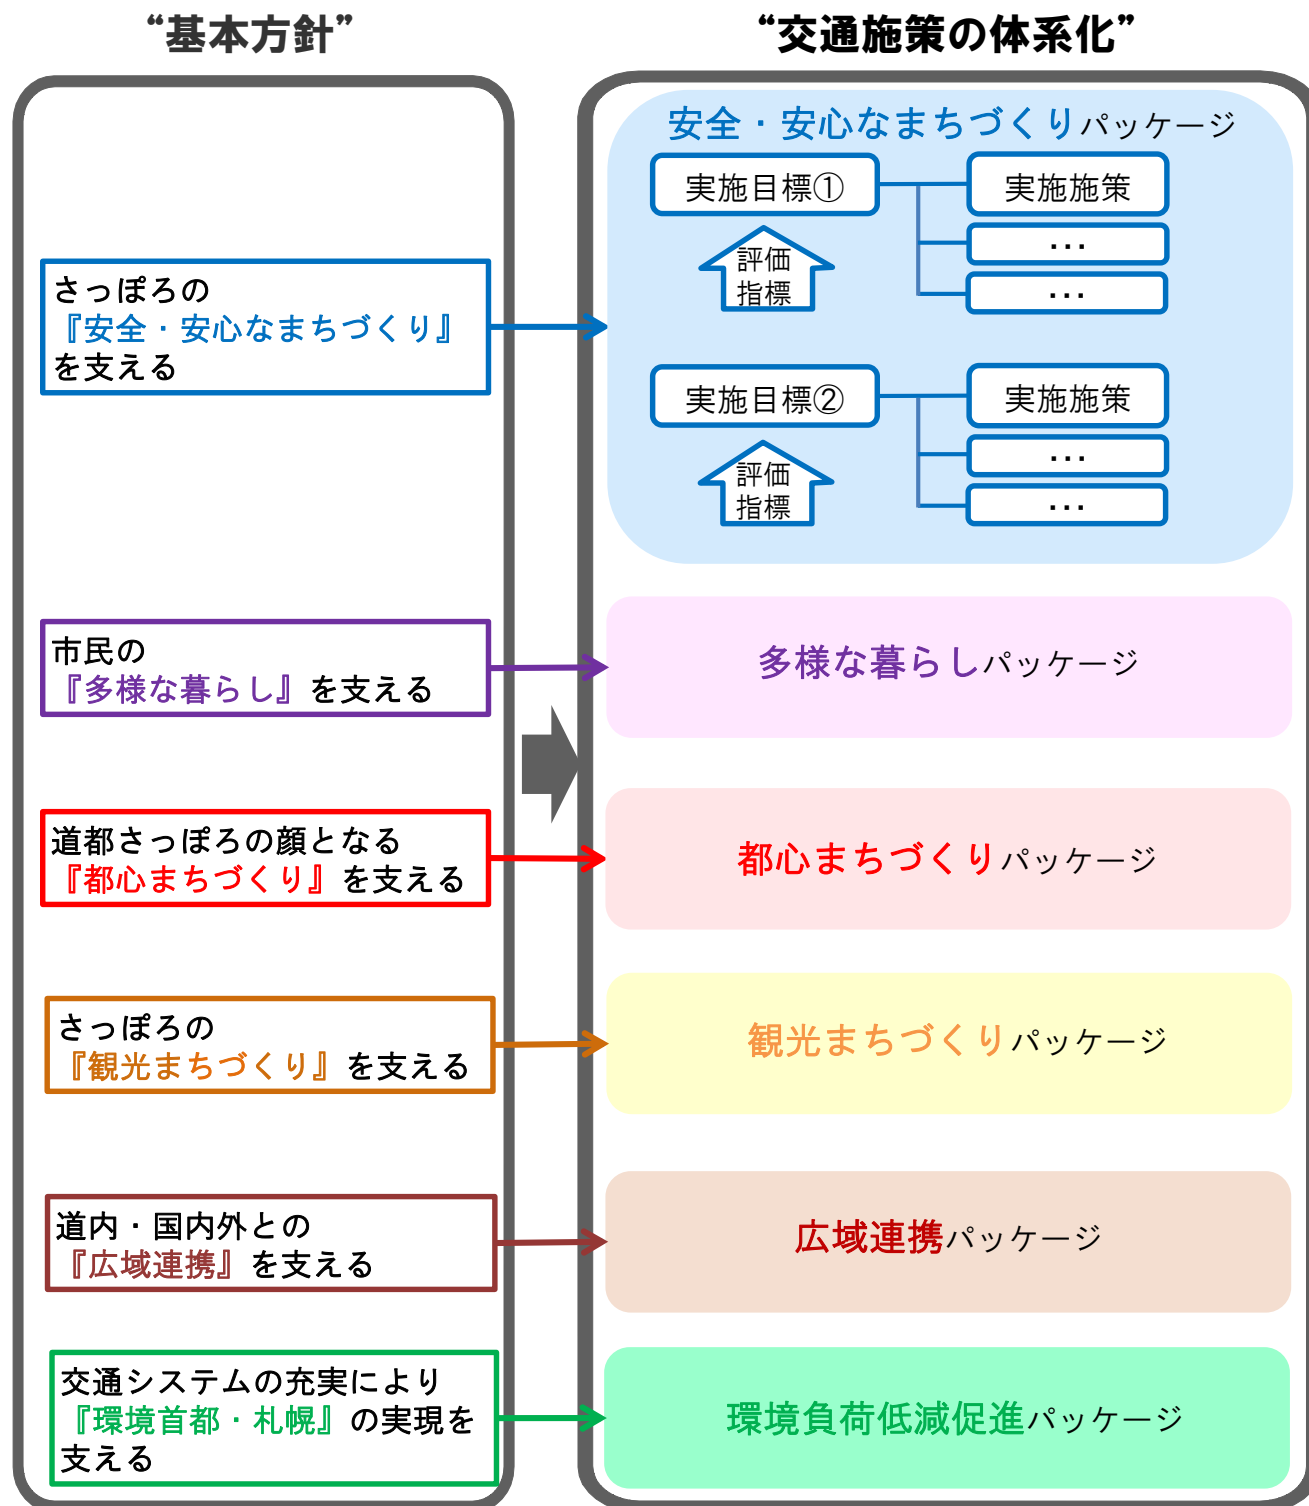 “基本方針”
さっぽろの
『安全・安心なまちづくり』
を支える
市民の
『多様な暮らし』を支える
道都さっぽろの顔となる
『都心まちづくり』を支える
さっぽろの
『観光まちづくり』を支える
道内・国内外との
『広域連携』を支える
交通システムの充実により
『環境首都・札幌』の実現を
支える
“交通施策の体系化”
安全・安心なまちづくりパッケージ
実施目標①
実施施策
…
…
評価
指標
実施目標②
実施施策
…
…
評価
指標
多様な暮らしパッケージ
都心まちづくりパッケージ
観光まちづくりパッケージ
広域連携パッケージ
環境負荷低減促進パッケージ